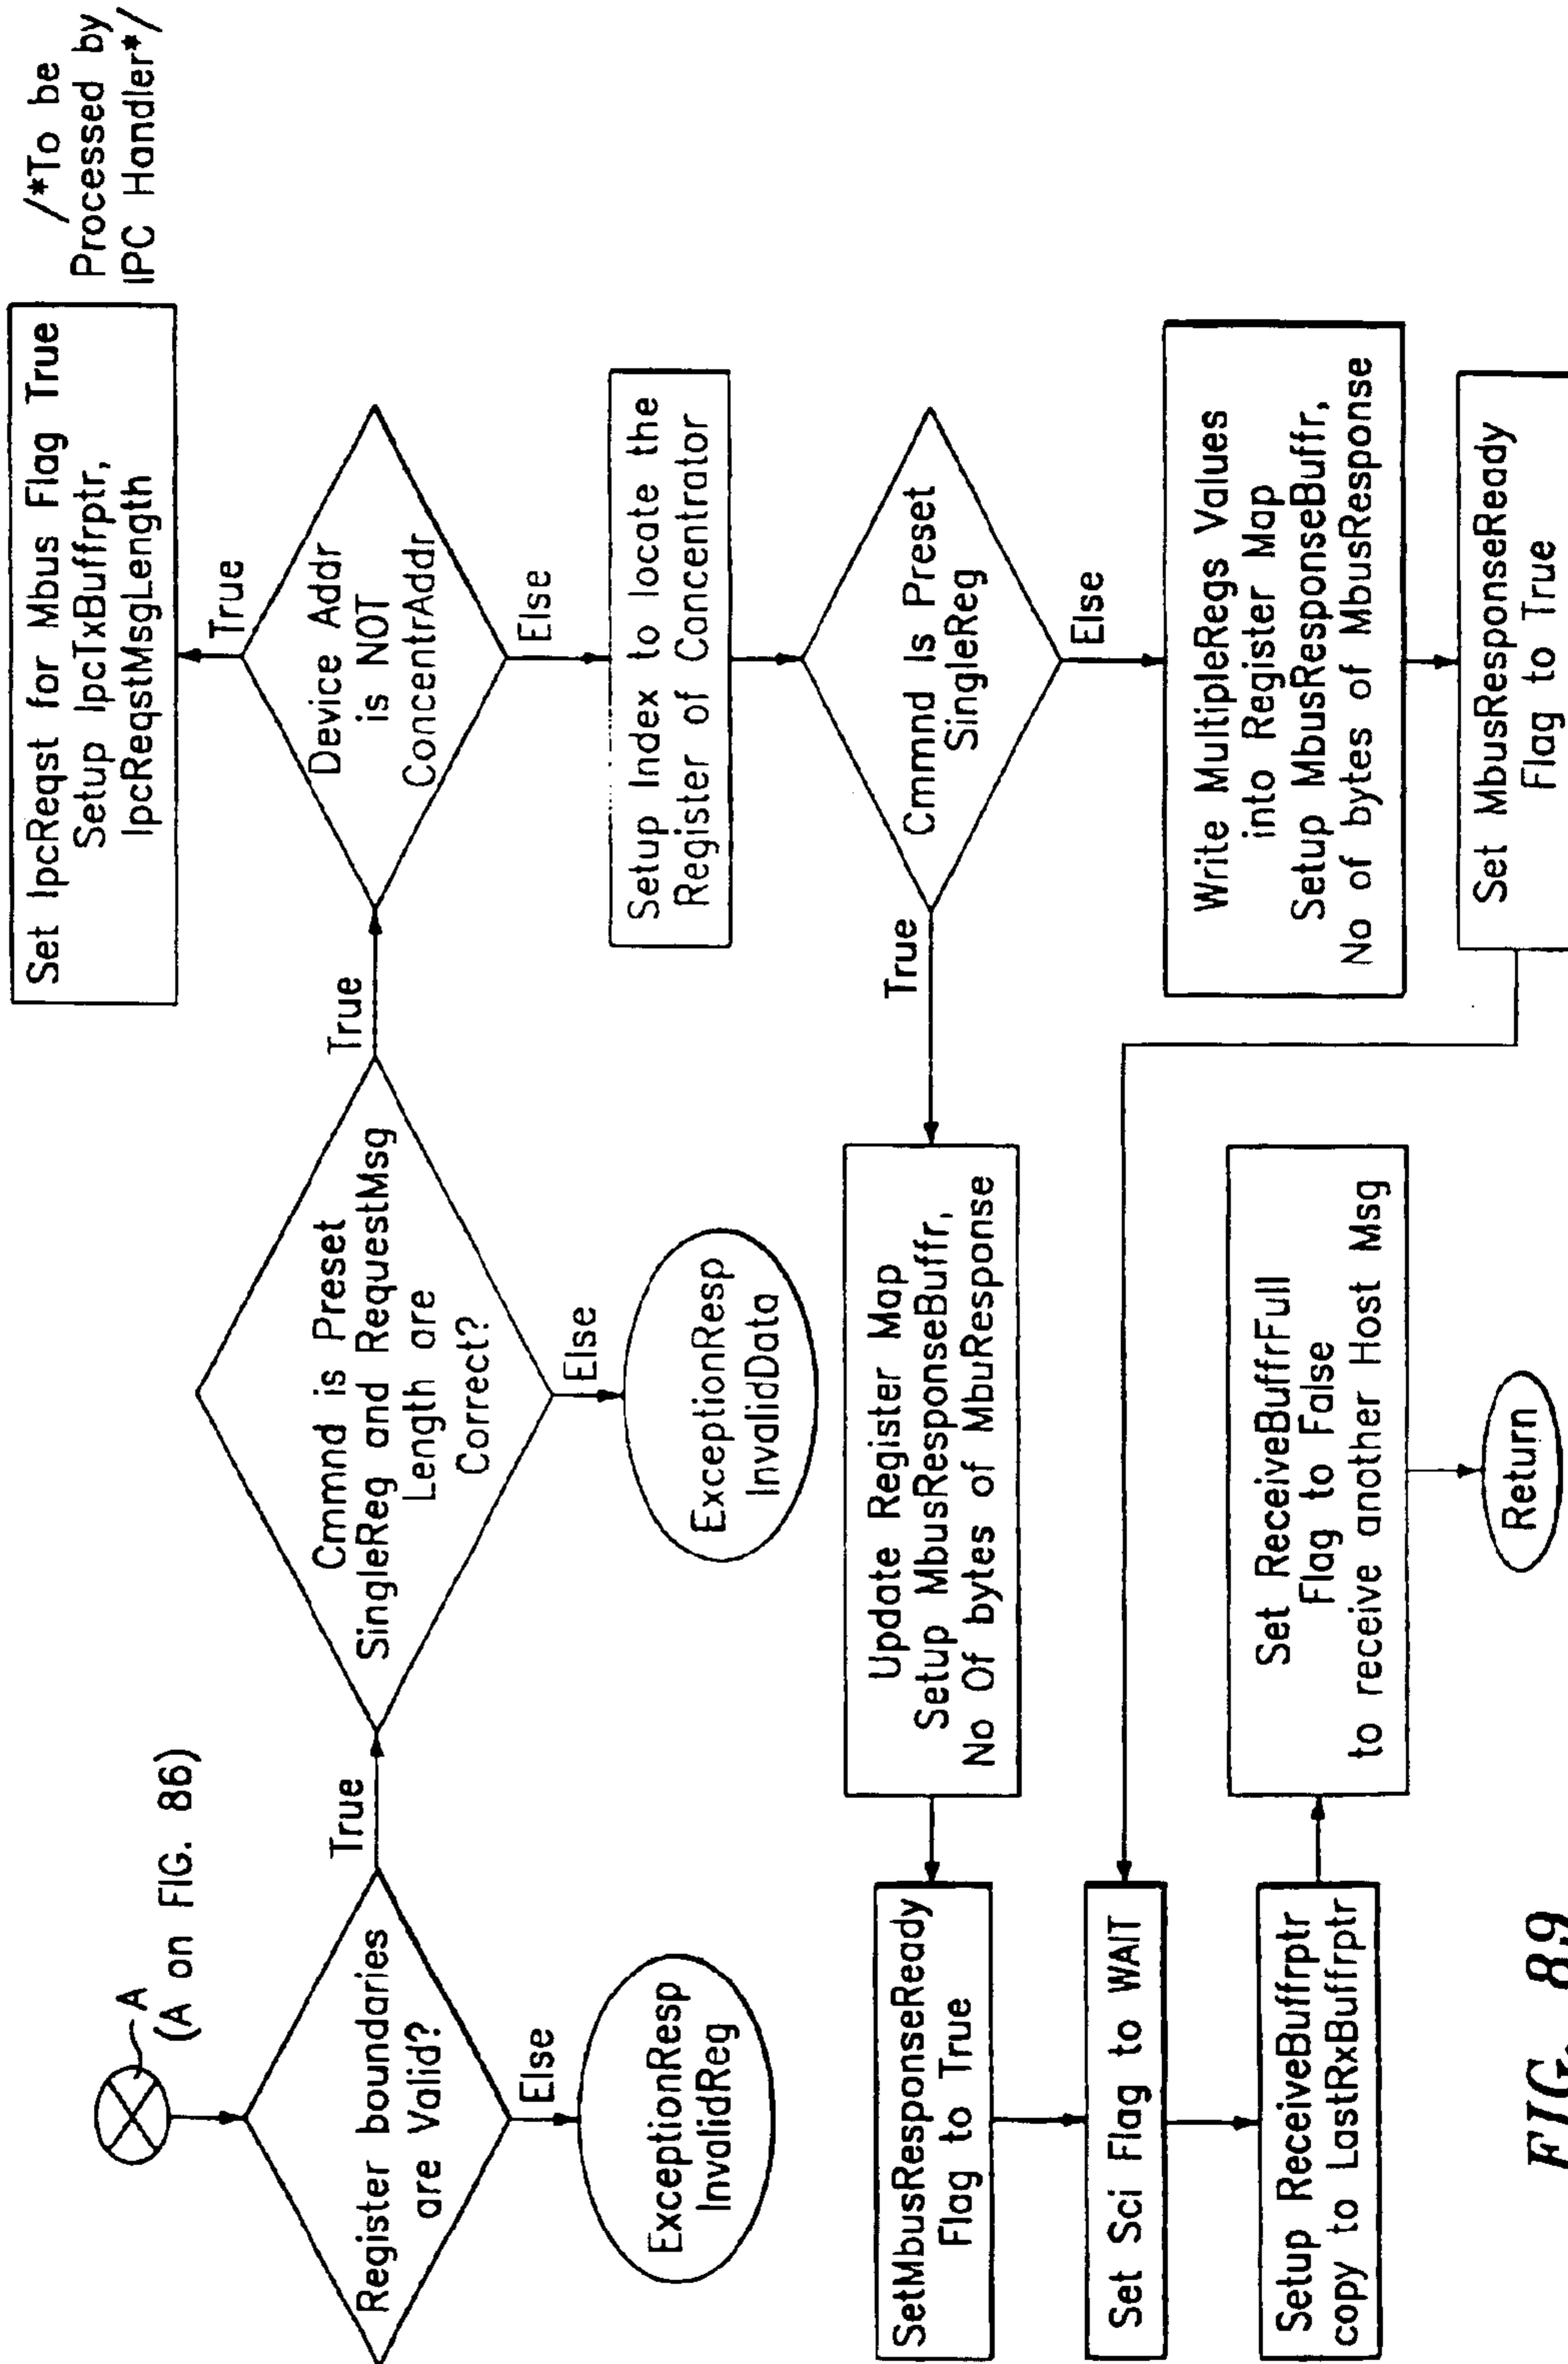 A
(A on FIG. 86)
Register boundaries
are Valid?
True
Else
ExceptionResp
InvalidReg
Cmmnd is Preset
SingleReg and RequestMsg
Length are
Correct?
True
Else
ExceptionResp
InvalidData
Device Addr
is NOT
ConcentrAddr
True
Set IpcReqst for Mbus Flag True
Setup IpcTxBuffrptr,
IpcReqstMsgLength
/*To be
Processed by
IPC Handler*/
Else
Setup Index to locate the
Register of Concentrator
Cmmnd Is Preset
SingleReg
True
Update Register Map
Setup MbusResponseBuffr,
No Of bytes of MbuResponse
SetMbusResponseReady
Flag to True
Else
Write MultipleRegs Values
into Register Map
Setup MbusResponseBuffr,
No of bytes of MbusResponse
Set MbusResponseReady
Flag to True
Set Sci Flag to WAIT
Setup ReceiveBuffrptr
copy to LastRxBuffrptr
Set ReceiveBuffrFull
Flag to False
to receive another Host Msg
Return
FIG. 89